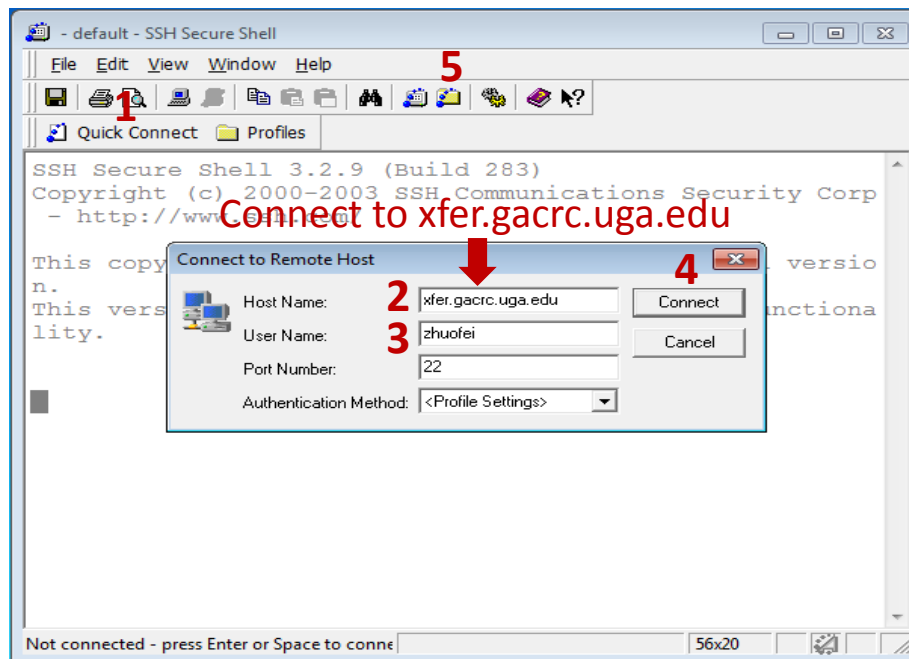 - default - SSH Secure Shell
File Edit View Window Help
5
1
Quick Connect Profiles
SSH Secure Shell 3.2.9 (Build 283)
Copyright (c) 2000-2003 SSH Communications Security Corp
- http://www.ssh.com/
Connect to xfer.gacrc.uga.edu
This copy versio
n.
This vers nctiona
lity.
Connect to Remote Host
4
Host Name: 2 xfer.gacrc.uga.edu Connect
User Name: 3 zhuofei Cancel
Port Number: 22
Authentication Method: <Profile Settings>
Not connected - press Enter or Space to conne 56x20